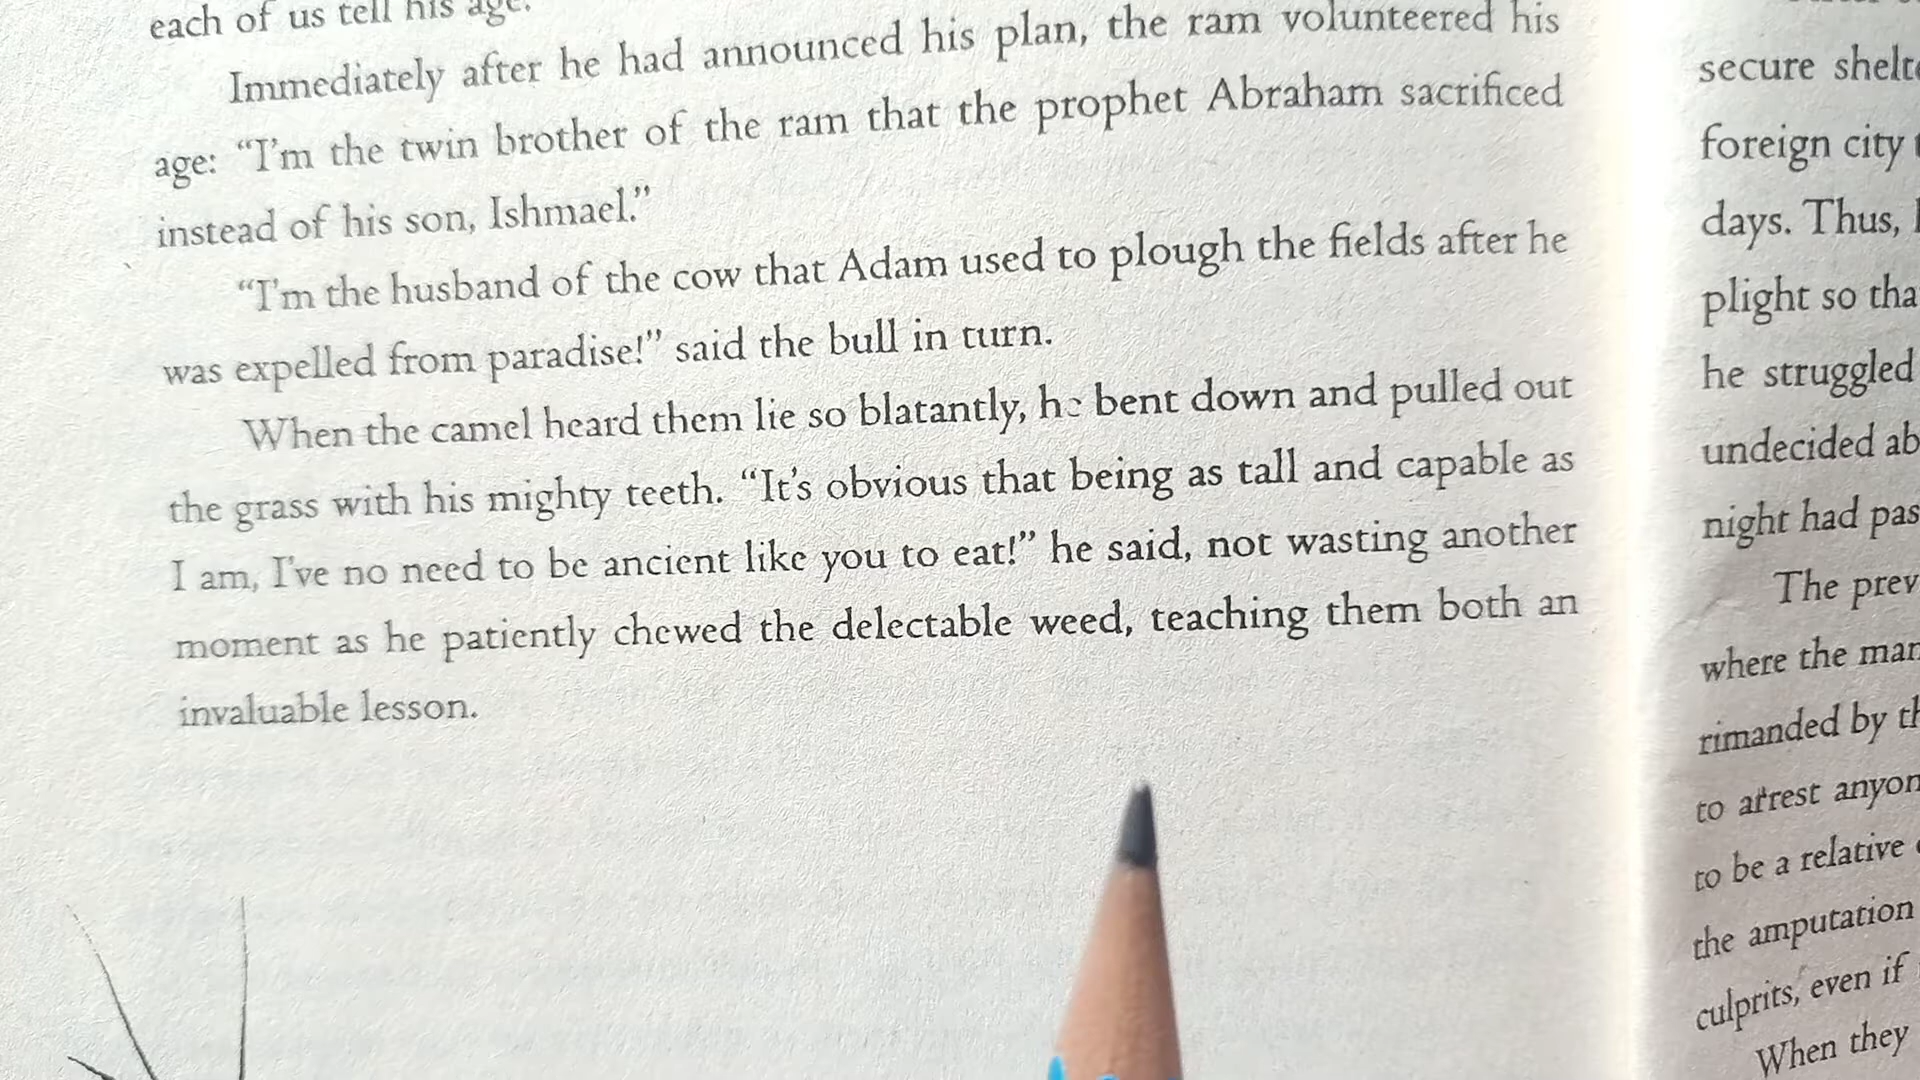 each of us tell his age.
Immediately after he had announced his plan, the ram volunteered his
age: “I’m the twin brother of the ram that the prophet Abraham sacrificed
instead of his son, Ishmael.”
“I’m the husband of the cow that Adam used to plough the fields after he
was expelled from paradise!” said the bull in turn.
When the camel heard them lie so blatantly, he bent down and pulled out
the grass with his mighty teeth. “It’s obvious that being as tall and capable as
I am, I’ve no need to be ancient like you to eat!” he said, not wasting another
moment as he patiently chewed the delectable weed, teaching them both an
invaluable lesson.
secure
foreign city
days. Thus,
plight so
he struggled
undecided
night had
The
where the
rimanded by
to arrest
to be a relative
the amputation
culprits, even if
When they